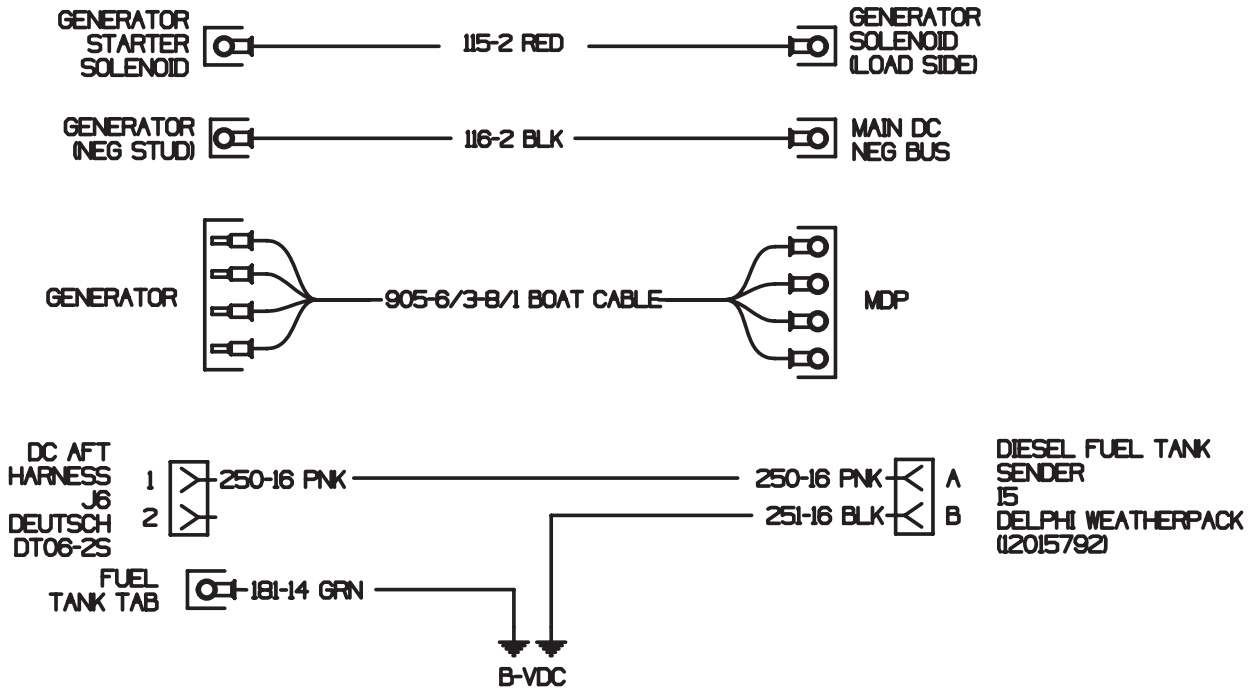 GENERATOR
STARTER
SOLENOID
115-2 RED
GENERATOR
SOLENOID
(LOAD SIDE)
GENERATOR
(NEG STUD)
116-2 BLK
MAIN DC
NEG BUS
GENERATOR
905-6/3-8/1 BOAT CABLE
MDP
DC AFT
HARNESS
J6
DEUTSCH
DT06-2S
1
2
250-16 PNK
250-16 PNK
251-16 BLK
A
B
DIESEL FUEL TANK
SENDER
15
DELPHI WEATHERPACK
(12015792)
FUEL
TANK TAB
181-14 GRN
B-VDC